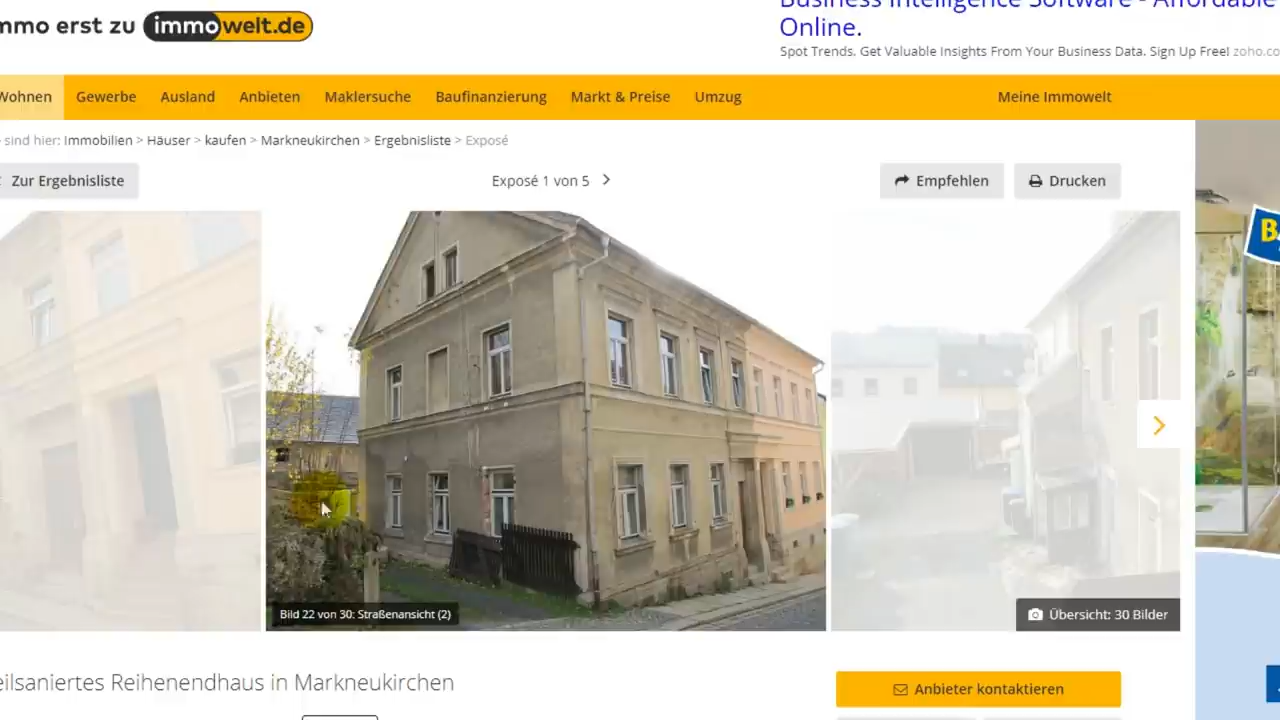 immo erst zu immowelt.de
Business Intelligence Software - Affordable
Online.
Spot Trends. Get Valuable Insights From Your Business Data. Sign Up Free! zoho.co
Wohnen Gewerbe Ausland Anbieten Maklersuche Baufinanzierung Markt & Preise Umzug Meine Immowelt
sind hier: Immobilien > Häuser > kaufen > Markneukirchen > Ergebnisliste > Exposé
Zur Ergebnisliste
Exposé 1 von 5
Empfehlen
Drucken
Bild 22 von 30: Straßenansicht (2)
Übersicht: 30 Bilder
eilsaniertes Reihenendhaus in Markneukirchen
Anbieter kontaktieren